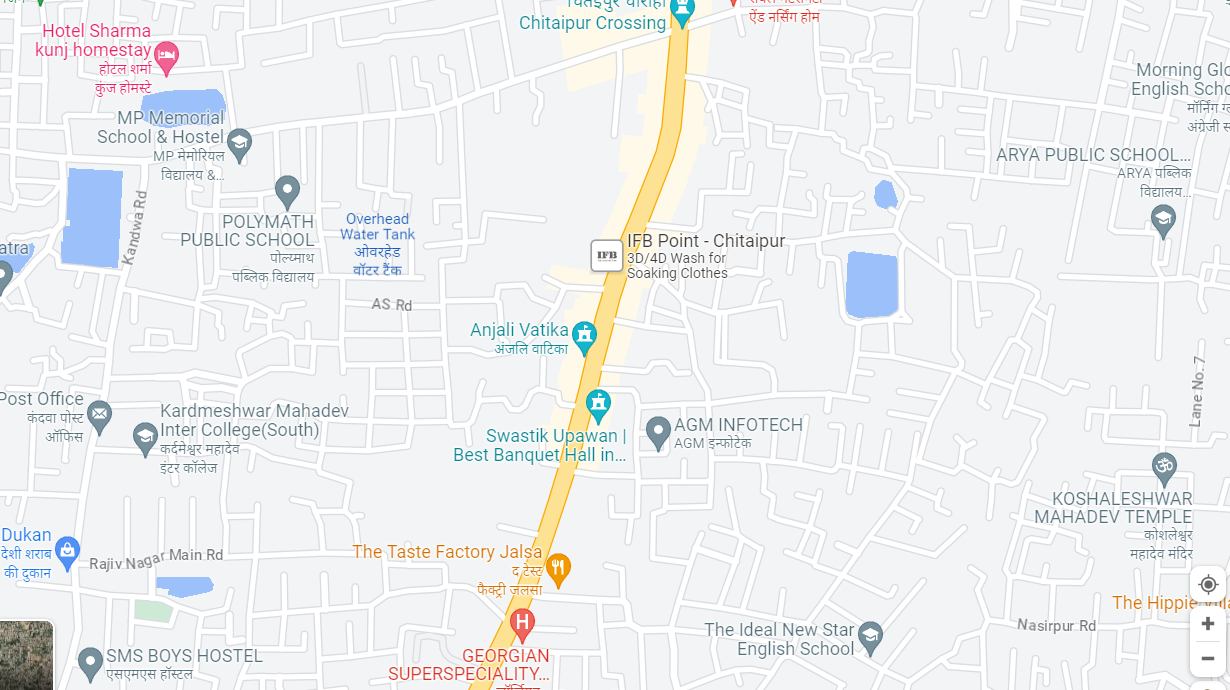 चितईपुर चौराहा
Chitaipur Crossing
ऐंड नर्सिंग होम
Hotel Sharma
kunj homestay
होटल शर्मा
कुंज होमस्टे
MP Memorial
School & Hostel
MP मेमोरियल
विद्यालय &...
Morning Glo
English Scho
मॉर्निंग ग्
अंग्रेजी स
ARYA PUBLIC SCHOOL...
ARYA पब्लिक
विद्यालय...
Kandwa Rd
POLYMATH
PUBLIC SCHOOL
पोल्माथ
पब्लिक विद्यालय
Overhead
Water Tank
ओवरहेड
वॉटर टैंक
atra
IFB
IFB Point - Chitaipur
3D/4D Wash for
Soaking Clothes
AS Rd
Anjali Vatika
अंजलि वाटिका
Lane No. 7
Post Office
कंदवा पोस्ट
ऑफिस
Kardmeshwar Mahadev
Inter College(South)
कर्दमेश्वर महादेव
इंटर कॉलेज
Swastik Upawan |
Best Banquet Hall in...
AGM INFOTECH
AGM इन्फोटेक
KOSHALESHWAR
MAHADEV TEMPLE
कोशलेश्वर
महादेव मंदिर
Dukan
देशी शराब
की दुकान
Rajiv Nagar Main Rd
The Taste Factory Jalsa
द टेस्ट
फैक्ट्री जलसा
The Hippie Villa
Nasirpur Rd
H
GEORGIAN
SUPERSPECIALITY...
The Ideal New Star
English School
SMS BOYS HOSTEL
एसएमएस हॉस्टल